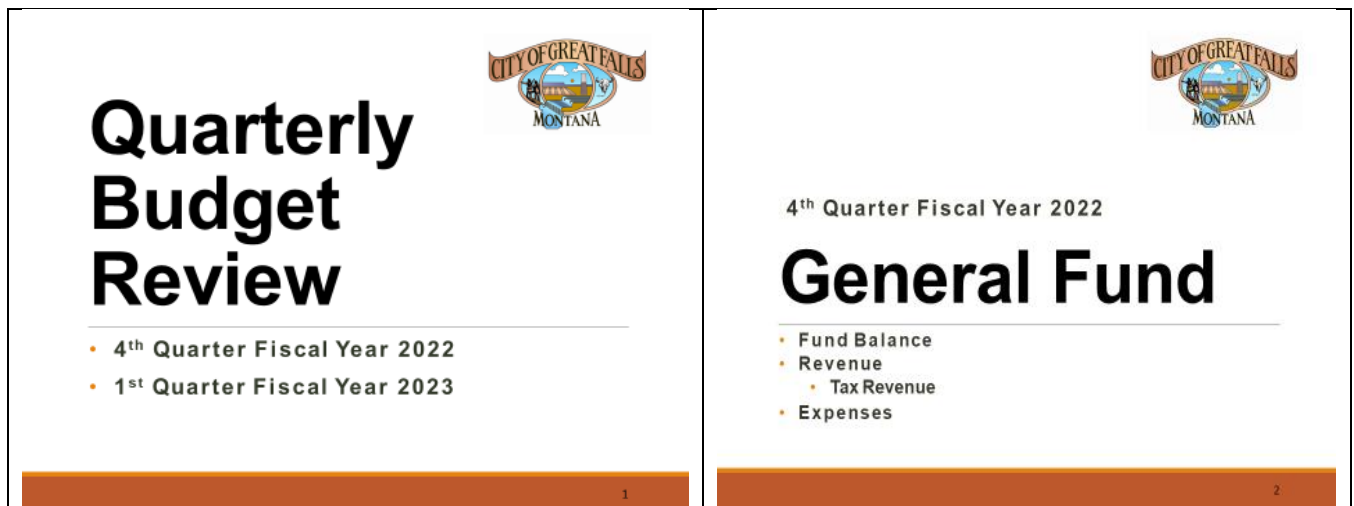 CITY OF GREAT FALLS
MONTANA
Quarterly
Budget
Review
• 4th Quarter Fiscal Year 2022
• 1st Quarter Fiscal Year 2023
1
CITY OF GREAT FALLS
MONTANA
4th Quarter Fiscal Year 2022
General Fund
• Fund Balance
• Revenue
• Tax Revenue
• Expenses
2